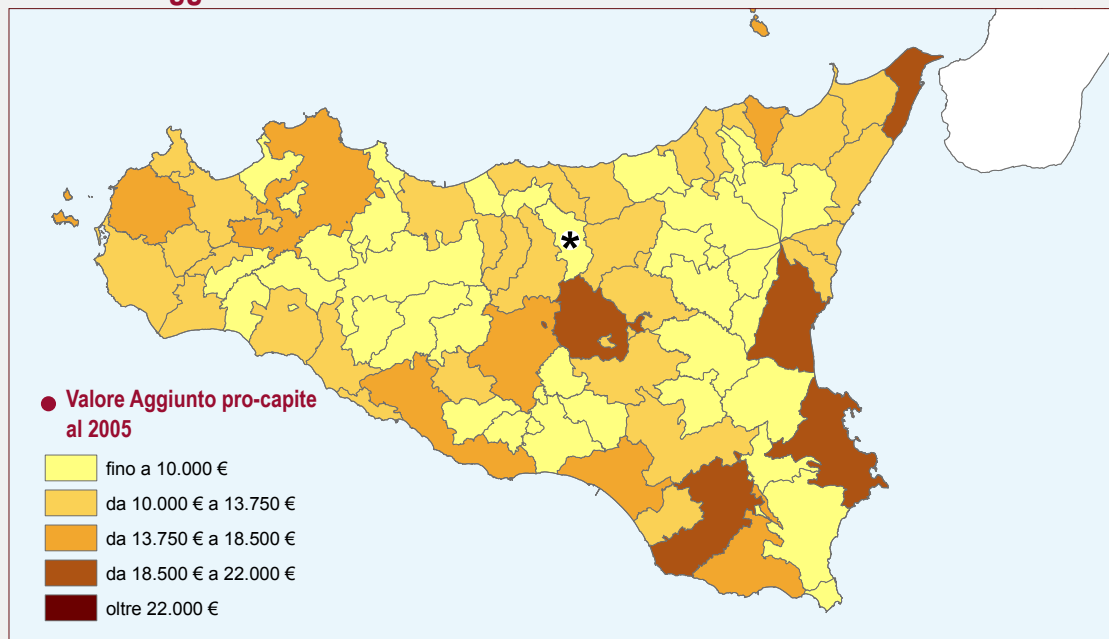 Valore Aggiunto pro-capite
al 2005
fino a 10.000 €
da 10.000 € a 13.750 €
da 13.750 € a 18.500 €
da 18.500 € a 22.000 €
oltre 22.000 €
*